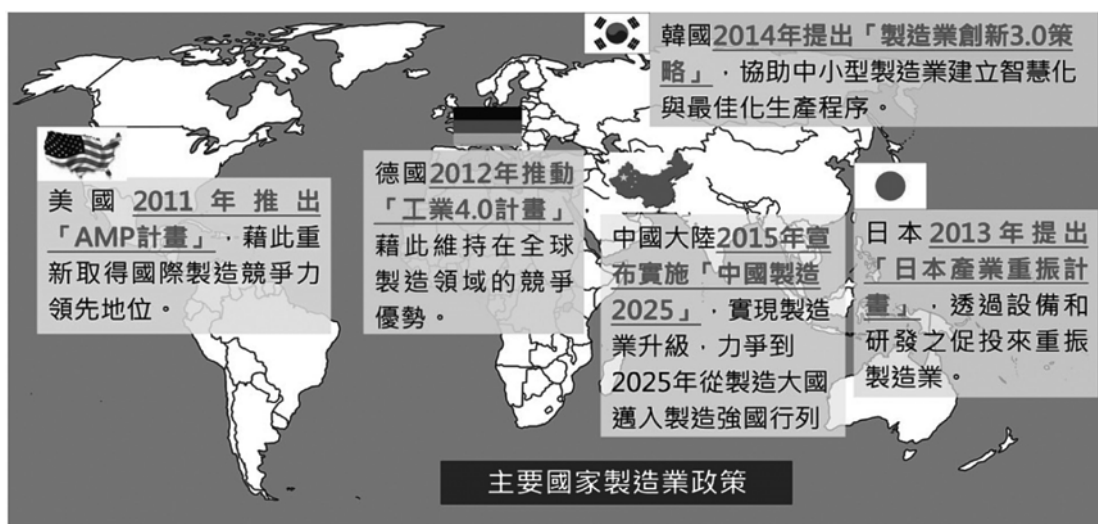 韓國2014年提出「製造業創新3.0策
略」，協助中小型製造業建立智慧化
與最佳化生產程序。
美國2011年推出
「AMP計畫」，藉此重
新取得國際製造競爭力
領先地位。
德國2012年推動
「工業4.0計畫」，
藉此維持在全球
製造領域的競爭
優勢。
中國大陸2015年宣
布實施「中國製造
2025」，實現製造
業升級，力爭到
2025年從製造大國
邁入製造強國行列
日本2013年提出
「日本產業重振計
畫」，透過設備和
研發之促投來重振
製造業。
主要國家製造業政策